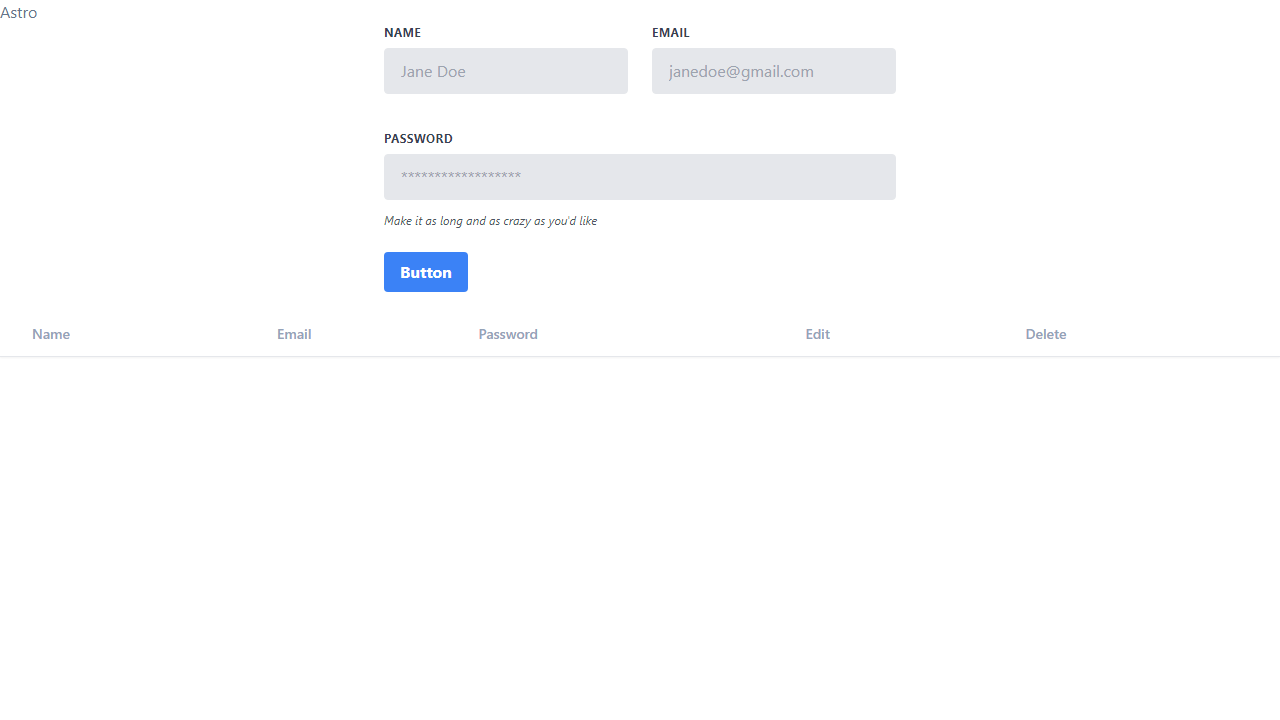 Astro
NAME EMAIL
Jane Doe janedoe@gmail.com
PASSWORD
******************
Make it as long and as crazy as you'd like
Button
Name Email Password Edit Delete